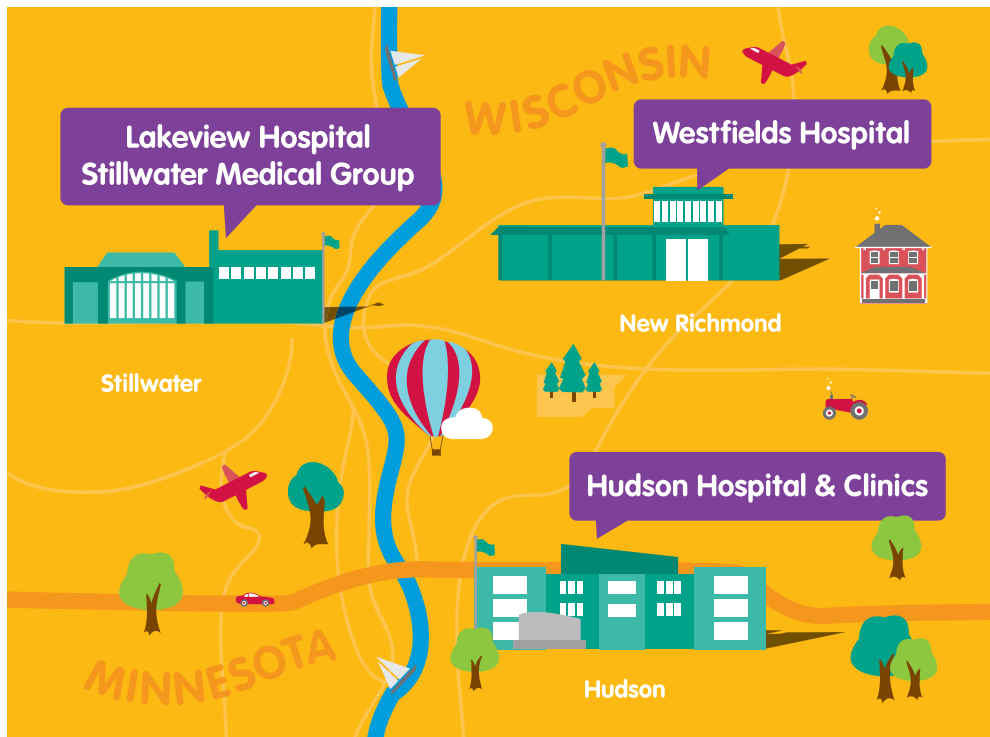 WISCONSIN
Lakeview Hospital
Stillwater Medical Group
Westfields Hospital
New Richmond
Stillwater
Hudson Hospital & Clinics
MINNESOTA
Hudson